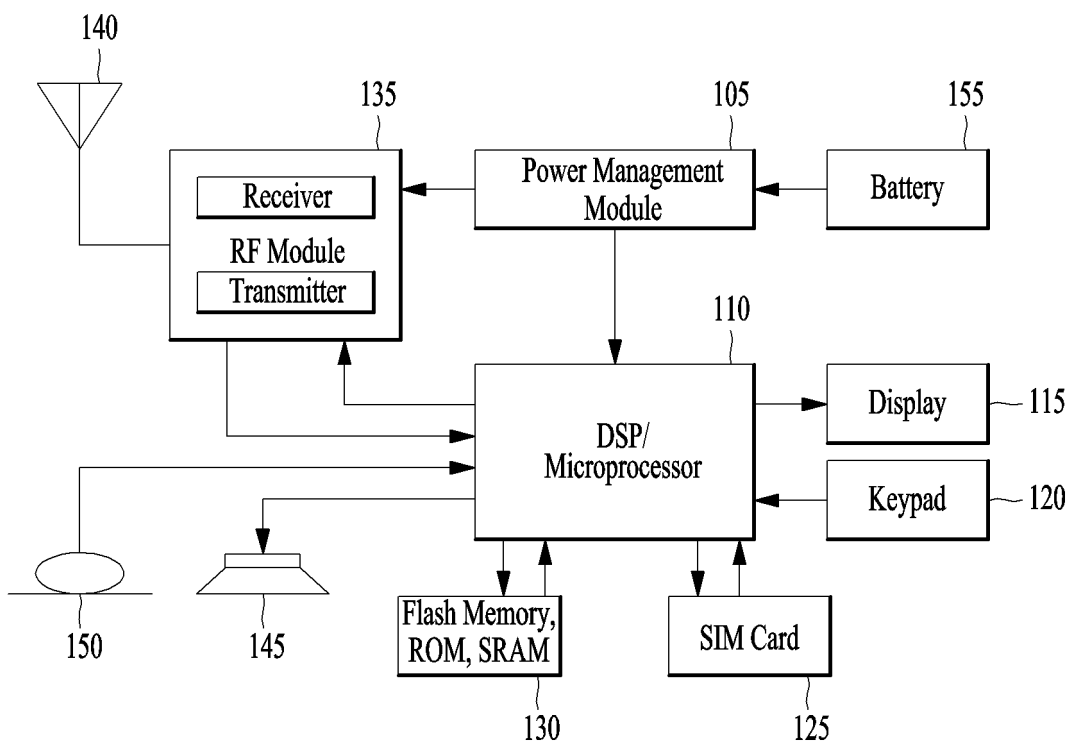 140
135
105
155
Receiver
RF Module
Transmitter
Power Management
Module
Battery
110
DSP/
Microprocessor
Display
115
Keypad
120
150
145
Flash Memory,
ROM, SRAM
130
SIM Card
125